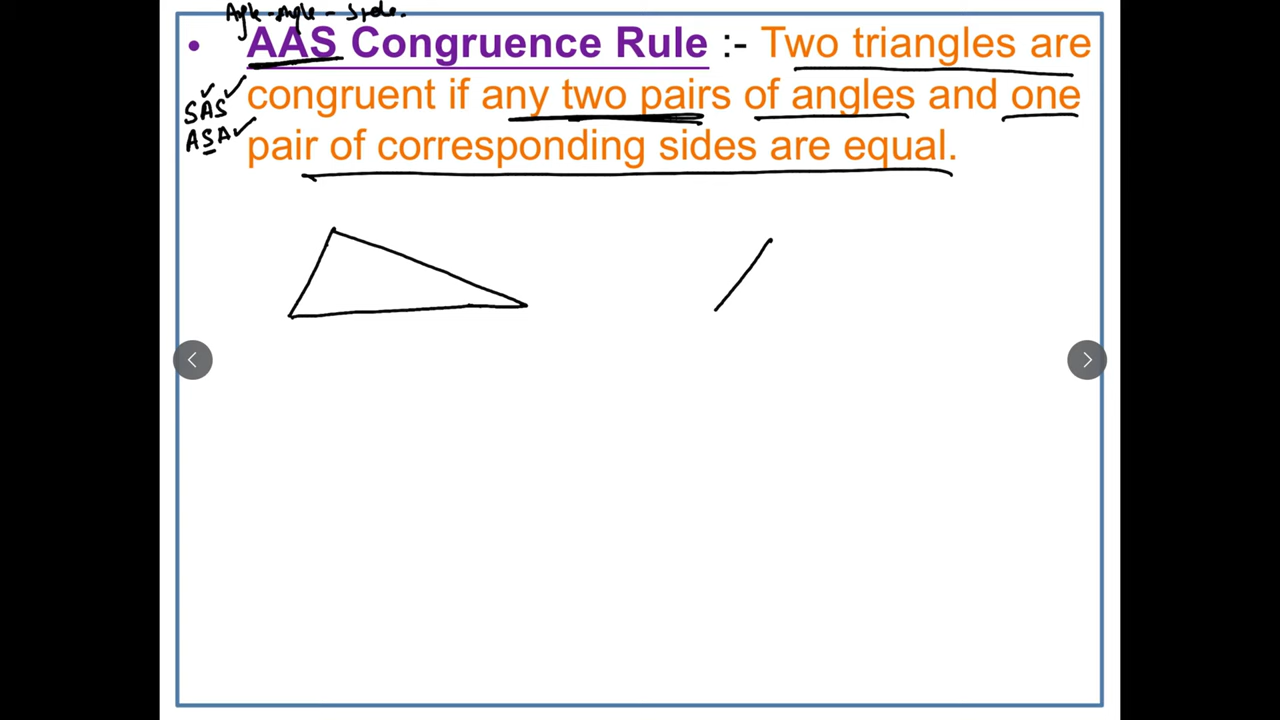 Angle - Angle - Side.
• AAS Congruence Rule :- Two triangles are
SAS congruent if any two pairs of angles and one
ASA pair of corresponding sides are equal.